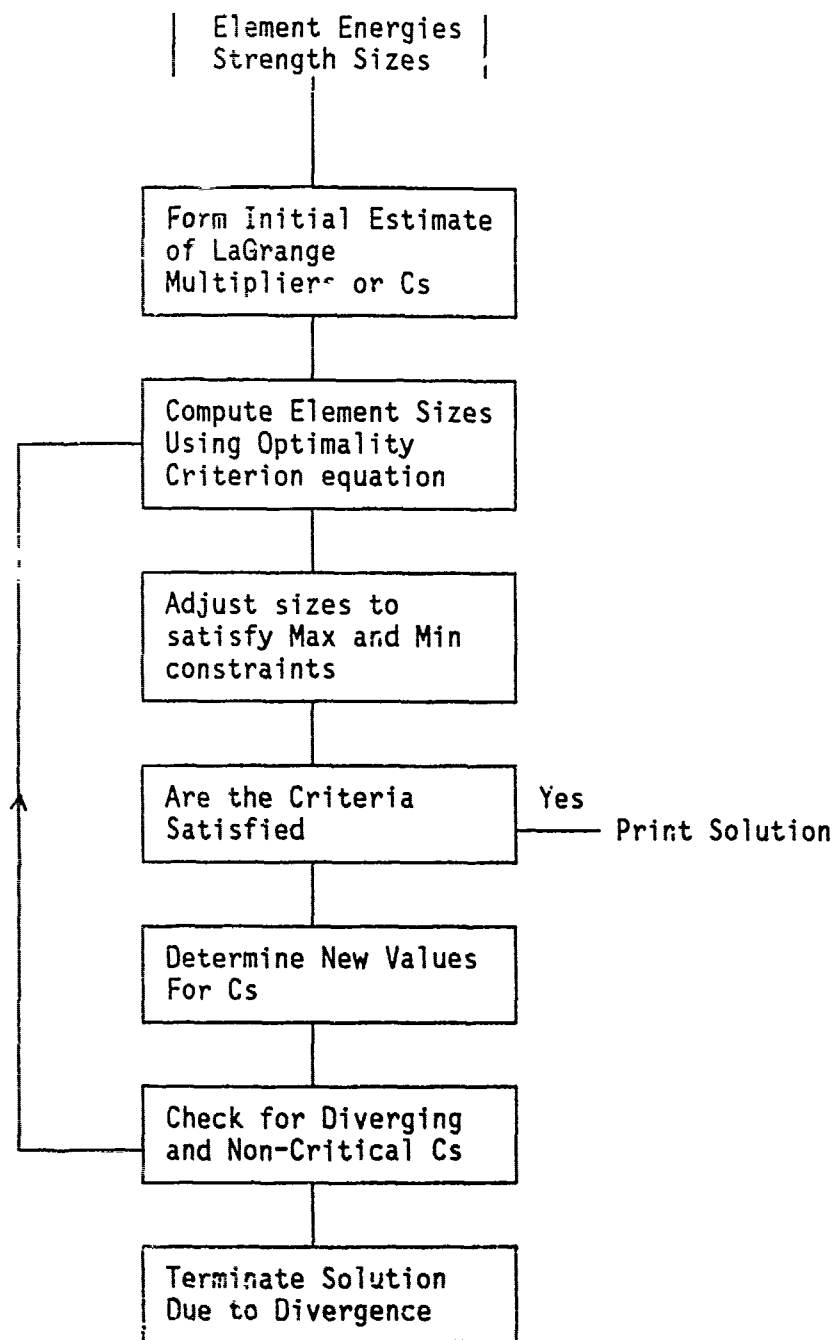 Element Energies
Strength Sizes
Form Initial Estimate
of LaGrange
Multipliers or Cs
Compute Element Sizes
Using Optimality
Criterion equation
Adjust sizes to
satisfy Max and Min
constraints
Are the Criteria
Satisfied
Yes
Print Solution
Determine New Values
For Cs
Check for Diverging
and Non-Critical Cs
Terminate Solution
Due to Divergence